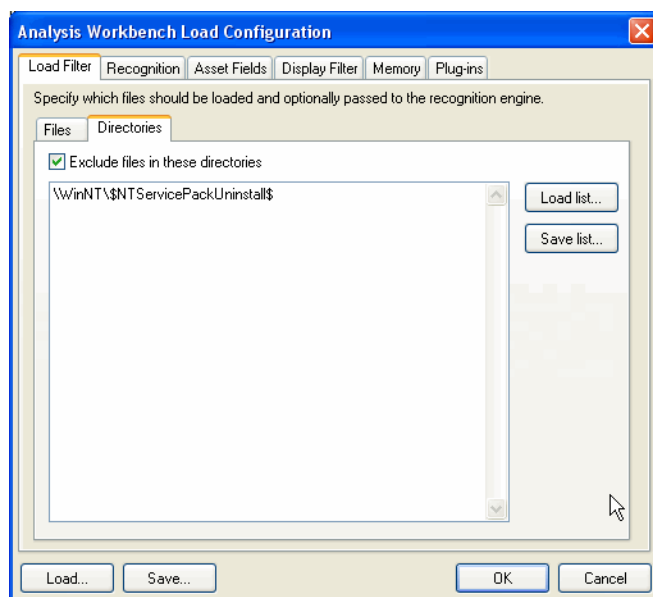 Analysis Workbench Load Configuration
Load Filter Recognition Asset Fields Display Filter Memory Plug-ins
Specify which files should be loaded and optionally passed to the recognition engine.
Files Directories
Exclude files in these directories
\WinNT\$NTServicePackUninstall$
Load list...
Save list...
Load... Save... OK Cancel